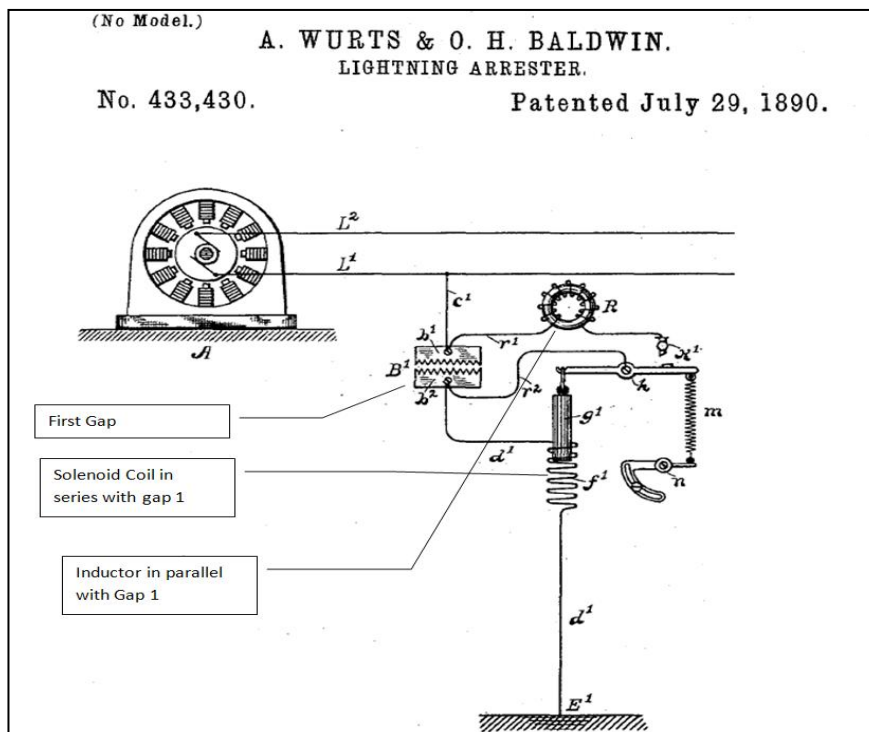 (No Model.)
A. WURTS & O. H. BALDWIN.
LIGHTNING ARRESTER.
No. 433,430. Patented July 29, 1890.
L²
L¹
c¹
R
A
b¹
r¹
k¹
B¹
b²
r²
k
First Gap
g¹
m
d¹
Solenoid Coil in
series with gap 1
f¹
n
Inductor in parallel
with Gap 1
d¹
E¹